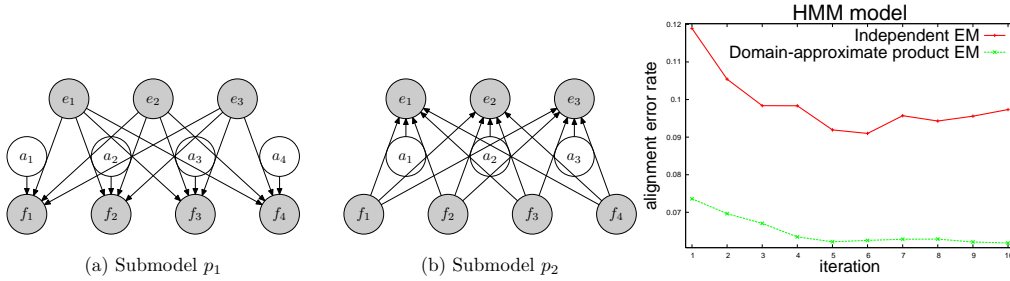 e1 e2 e3
a1 a2 a3 a4
f1 f2 f3 f4
(a) Submodel p1
e1 e2 e3
a1 a2 a3
f1 f2 f3 f4
(b) Submodel p2
HMM model
Independent EM
Domain-approximate product EM
alignment error rate
0.12
0.11
0.1
0.09
0.08
0.07
1 2 3 4 5 6 7 8 9 10
iteration